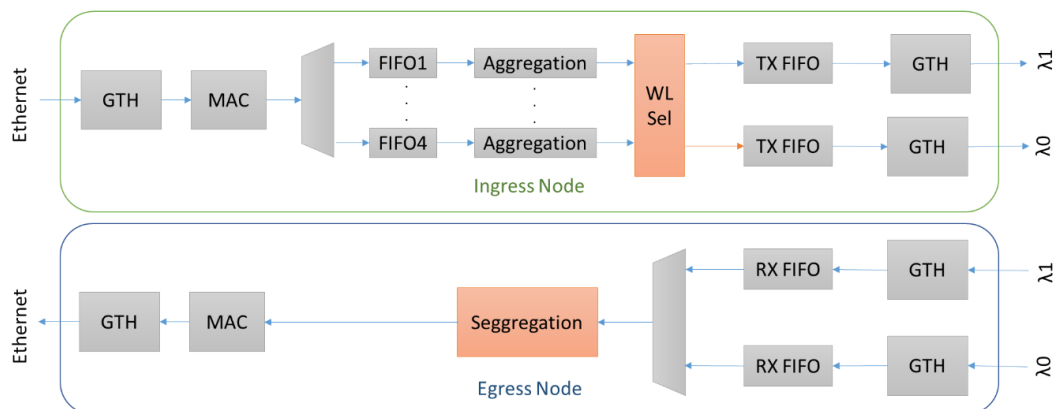 Ethernet
GTH
MAC
FIFO1
Aggregation
WL
Sel
TX FIFO
GTH
λ1
FIFO4
Aggregation
TX FIFO
GTH
λ0
Ingress Node
Ethernet
GTH
MAC
Seggregation
RX FIFO
GTH
λ1
RX FIFO
GTH
λ0
Egress Node